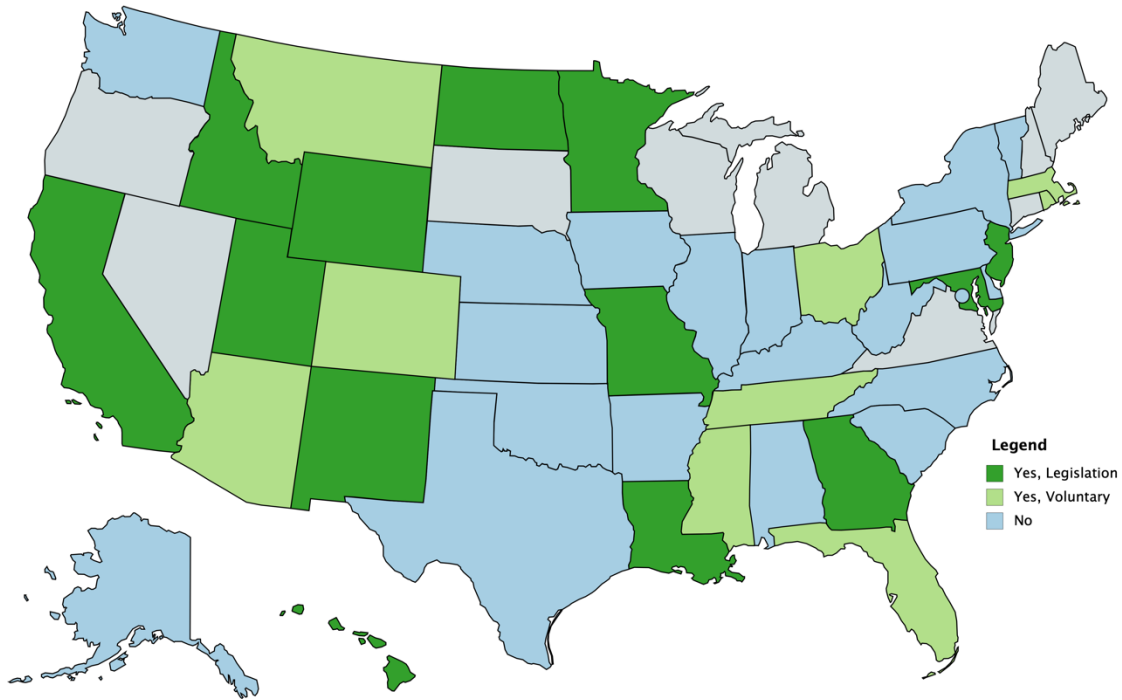 Legend
Yes, Legislation
Yes, Voluntary
No